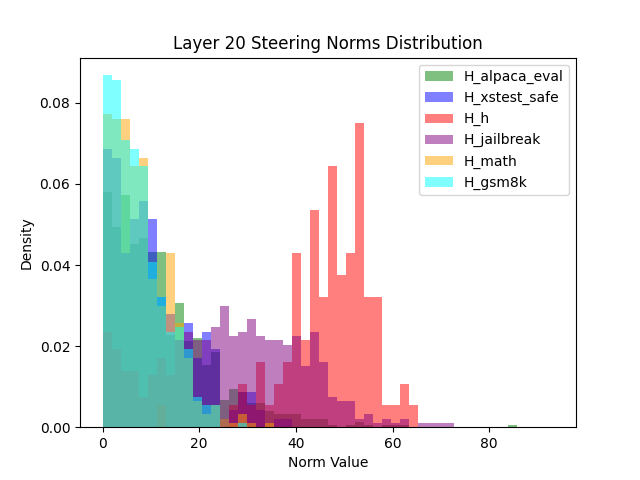 Layer 20 Steering Norms Distribution
H_alpaca_eval
H_xstest_safe
H_h
H_jailbreak
H_math
H_gsm8k
0.08
0.06
0.04
0.02
0.00
Density
0
20
40
60
80
Norm Value